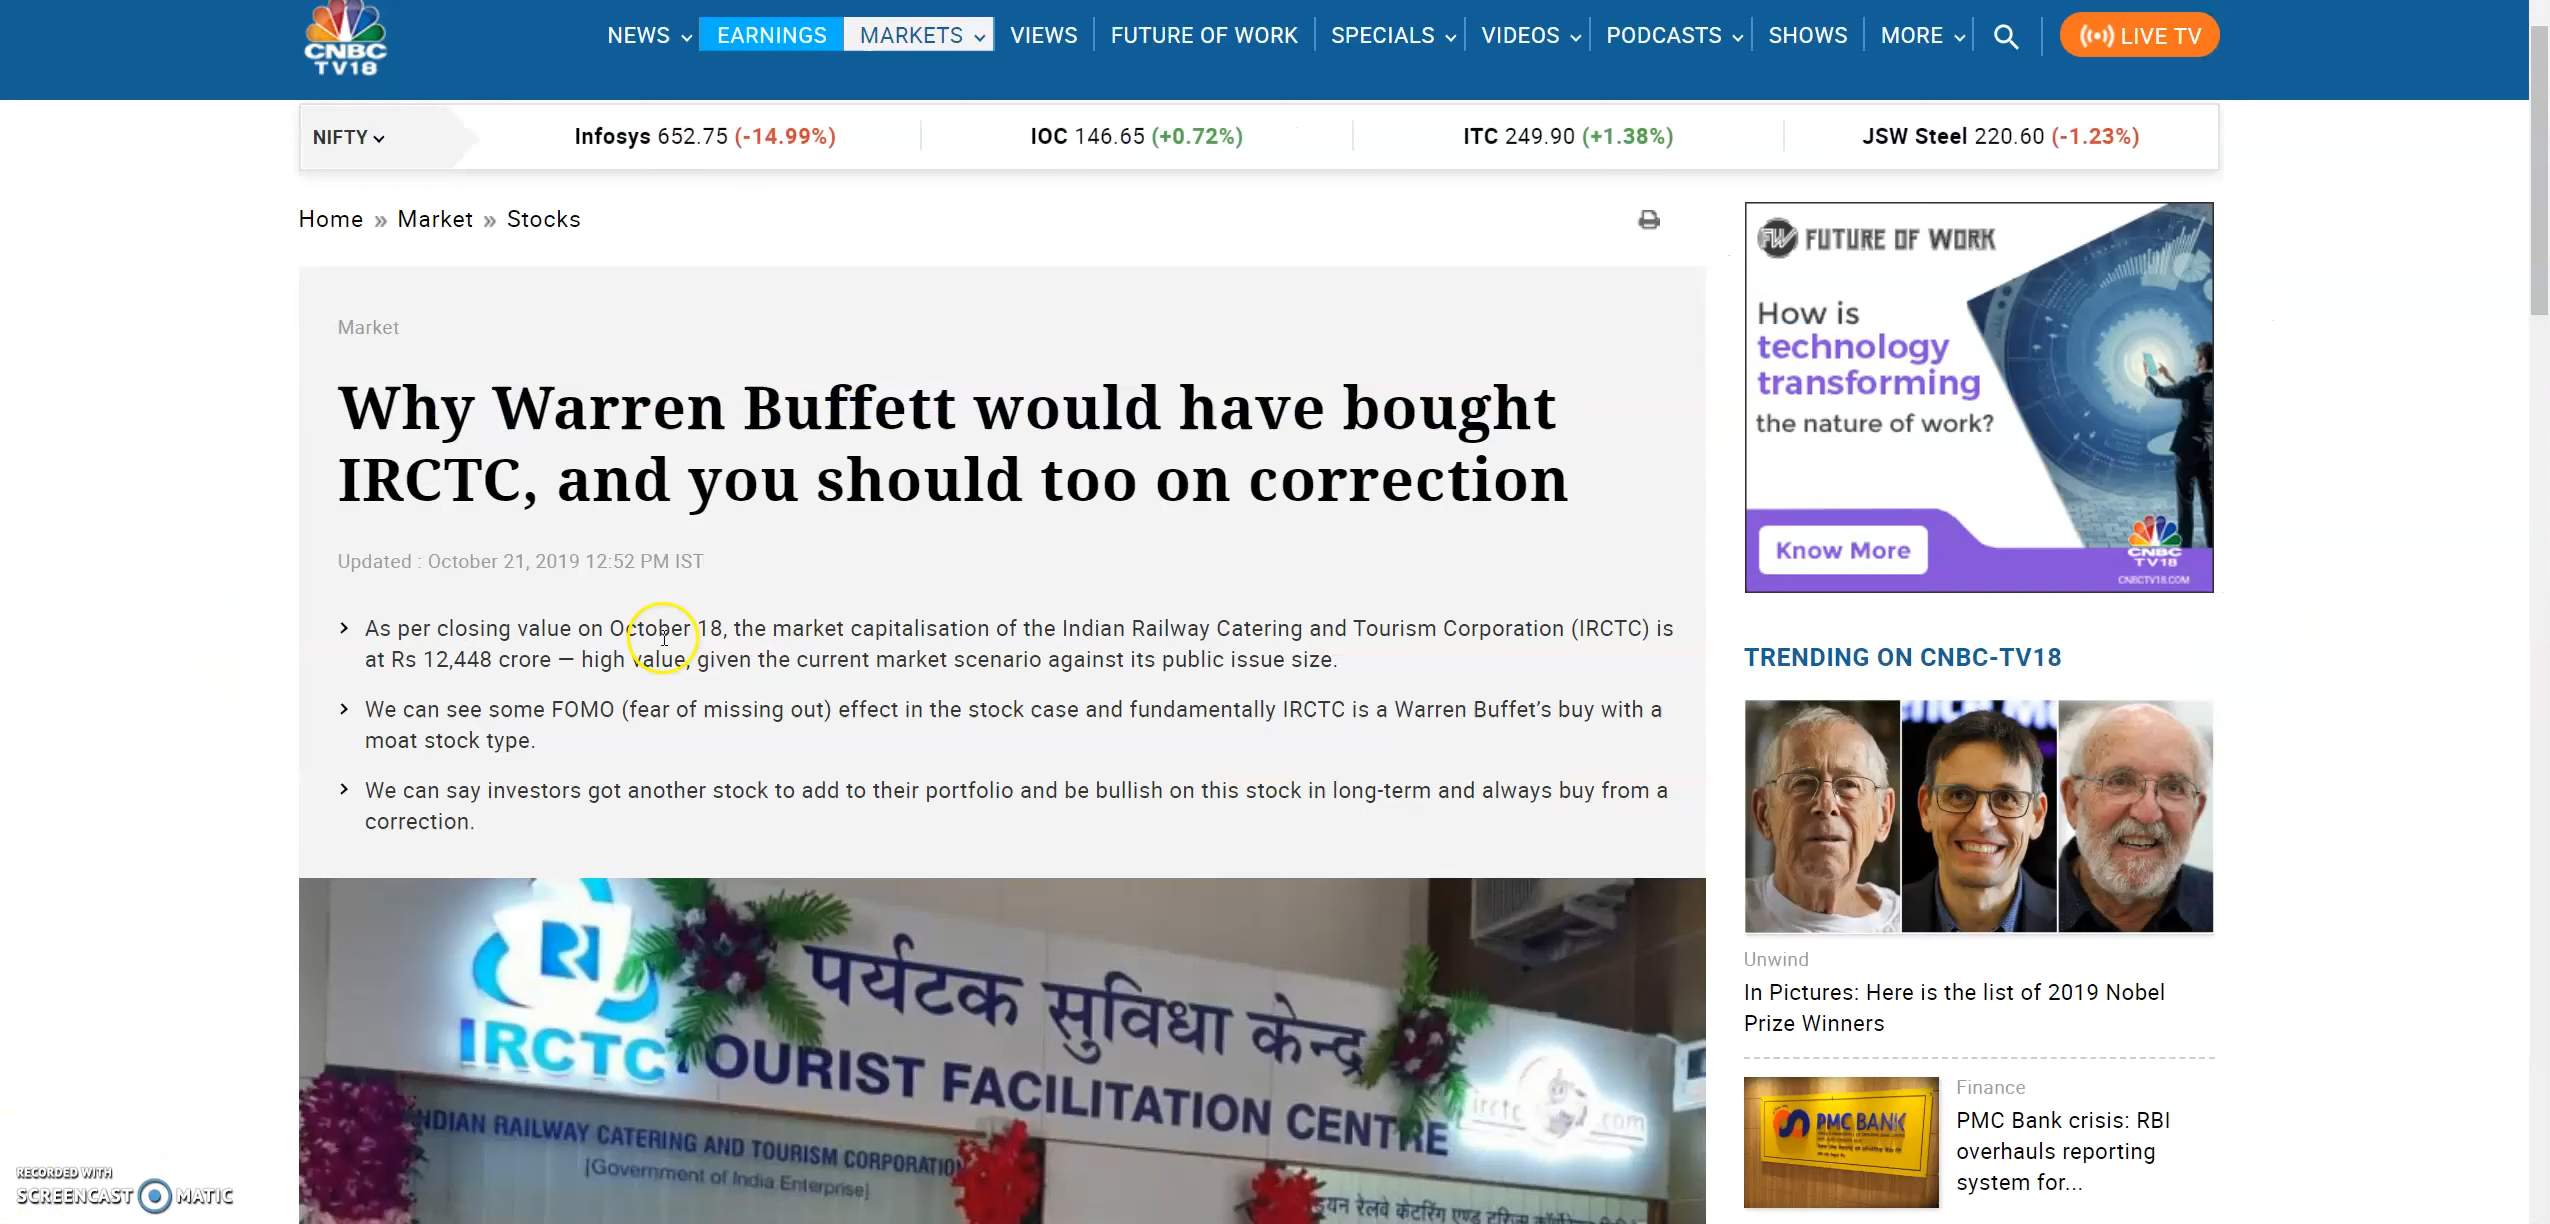 CNBC
TV18
NEWS
EARNINGS
MARKETS
VIEWS
FUTURE OF WORK
SPECIALS
VIDEOS
PODCASTS
SHOWS
MORE
LIVE TV
NIFTY
Infosys 652.75 (-14.99%)
IOC 146.65 (+0.72%)
ITC 249.90 (+1.38%)
JSW Steel 220.60 (-1.23%)
Home » Market » Stocks
Market
Why Warren Buffett would have bought
IRCTC, and you should too on correction
Updated : October 21, 2019 12:52 PM IST
As per closing value on October 18, the market capitalisation of the Indian Railway Catering and Tourism Corporation (IRCTC) is
at Rs 12,448 crore — high value, given the current market scenario against its public issue size.
We can see some FOMO (fear of missing out) effect in the stock case and fundamentally IRCTC is a Warren Buffet's buy with a
moat stock type.
We can say investors got another stock to add to their portfolio and be bullish on this stock in long-term and always buy from a
correction.
पर्यटक सुविधा केन्द्र
IRCTC TOURIST FACILITATION CENTRE
irctc .com
INDIAN RAILWAY CATERING AND TOURISM CORPORATION
[Government of India Enterprise]
रेलवे केटरिंग एण्ड
FW FUTURE OF WORK
How is
technology
transforming
the nature of work?
Know More
CNBC
TV18
CNBCTV18.COM
TRENDING ON CNBC-TV18
Unwind
In Pictures: Here is the list of 2019 Nobel
Prize Winners
PMC BANK
Finance
PMC Bank crisis: RBI
overhauls reporting
system for...
RECORDED WITH
SCREENCAST MATIC